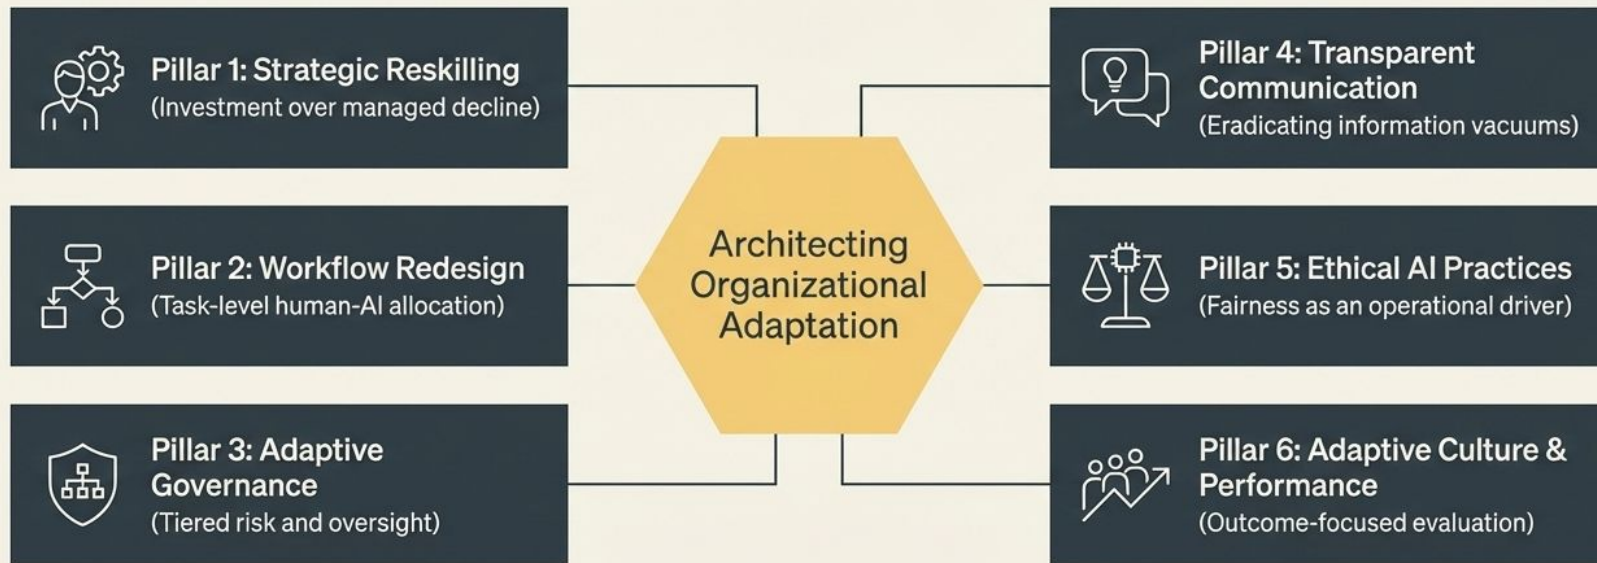 Pillar 1: Strategic Reskilling
(Investment over managed decline)
Pillar 2: Workflow Redesign
(Task-level human-AI allocation)
Pillar 3: Adaptive
Governance
(Tiered risk and oversight)
Architecting
Organizational
Adaptation
Pillar 4: Transparent
Communication
(Eradicating information vacuums)
Pillar 5: Ethical AI Practices
(Fairness as an operational driver)
Pillar 6: Adaptive Culture &
Performance
(Outcome-focused evaluation)